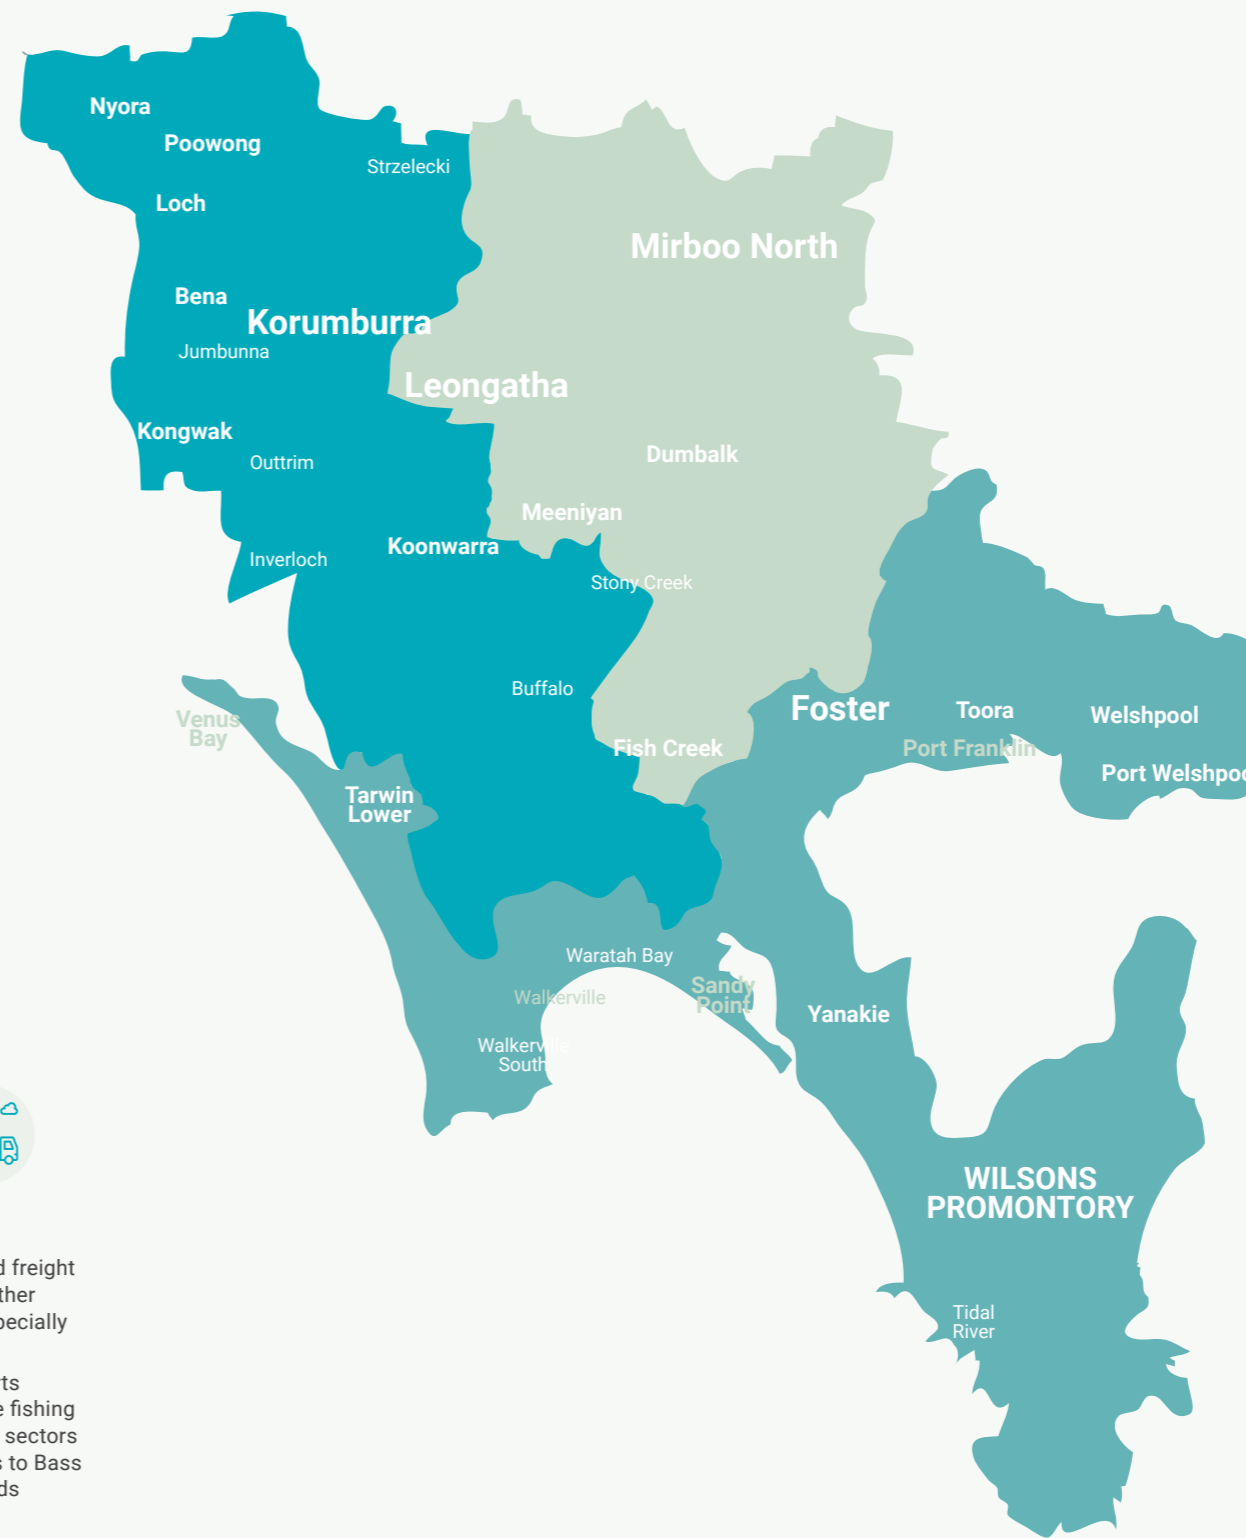 Nyora
Poowong
Strzelecki
Loch
Mirboo North
Bena
Korumburra
Jumbunna
Leongatha
Kongwak
Dumbalk
Outtrim
Meeniyan
Koonwarra
Inverloch
Stony Creek
Buffalo
Venus
Bay
Foster
Toora
Welshpool
Fish Creek
Port Franklin
Port Welshpoo
Tarwin
Lower
Waratah Bay
Sandy
Point
Walkerville
Yanakie
Walkerville
South
WILSONS
PROMONTORY
Tidal
River
d freight
ther
pecially
rts
e fishing
sectors
s to Bass
ds